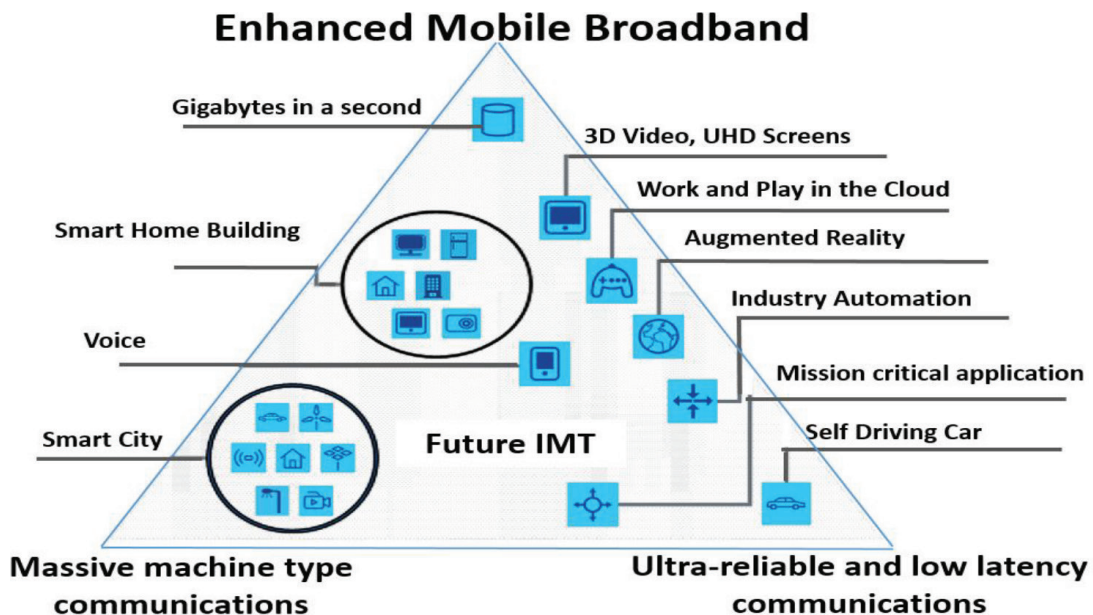 Enhanced Mobile Broadband
Gigabytes in a second
3D Video, UHD Screens
Work and Play in the Cloud
Smart Home Building
Augmented Reality
Industry Automation
Voice
Mission critical application
Smart City
Future IMT
Self Driving Car
Massive machine type
communications
Ultra-reliable and low latency
communications